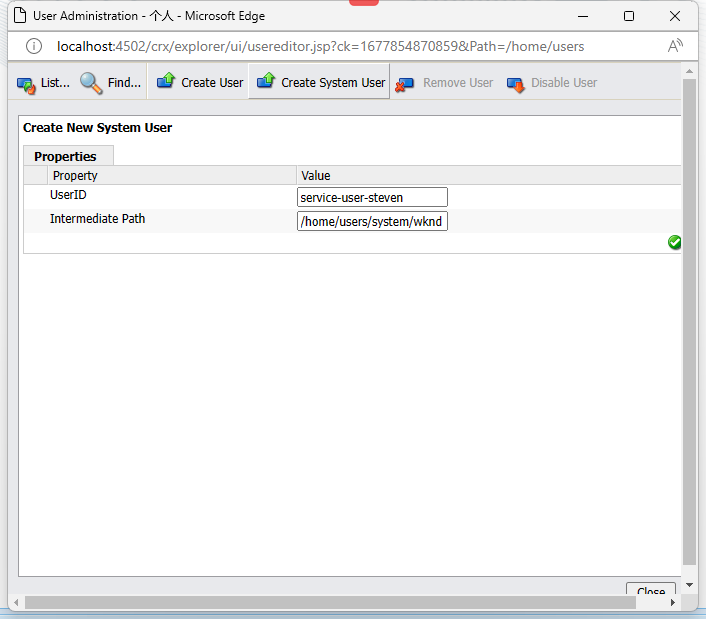 User Administration - 个人 - Microsoft Edge
localhost:4502/crx/explorer/ui/usereditor.jsp?ck=1677854870859&Path=/home/users
List... Find... Create User Create System User Remove User Disable User
Create New System User
Properties
Property Value
UserID service-user-steven
Intermediate Path /home/users/system/wknd
Close